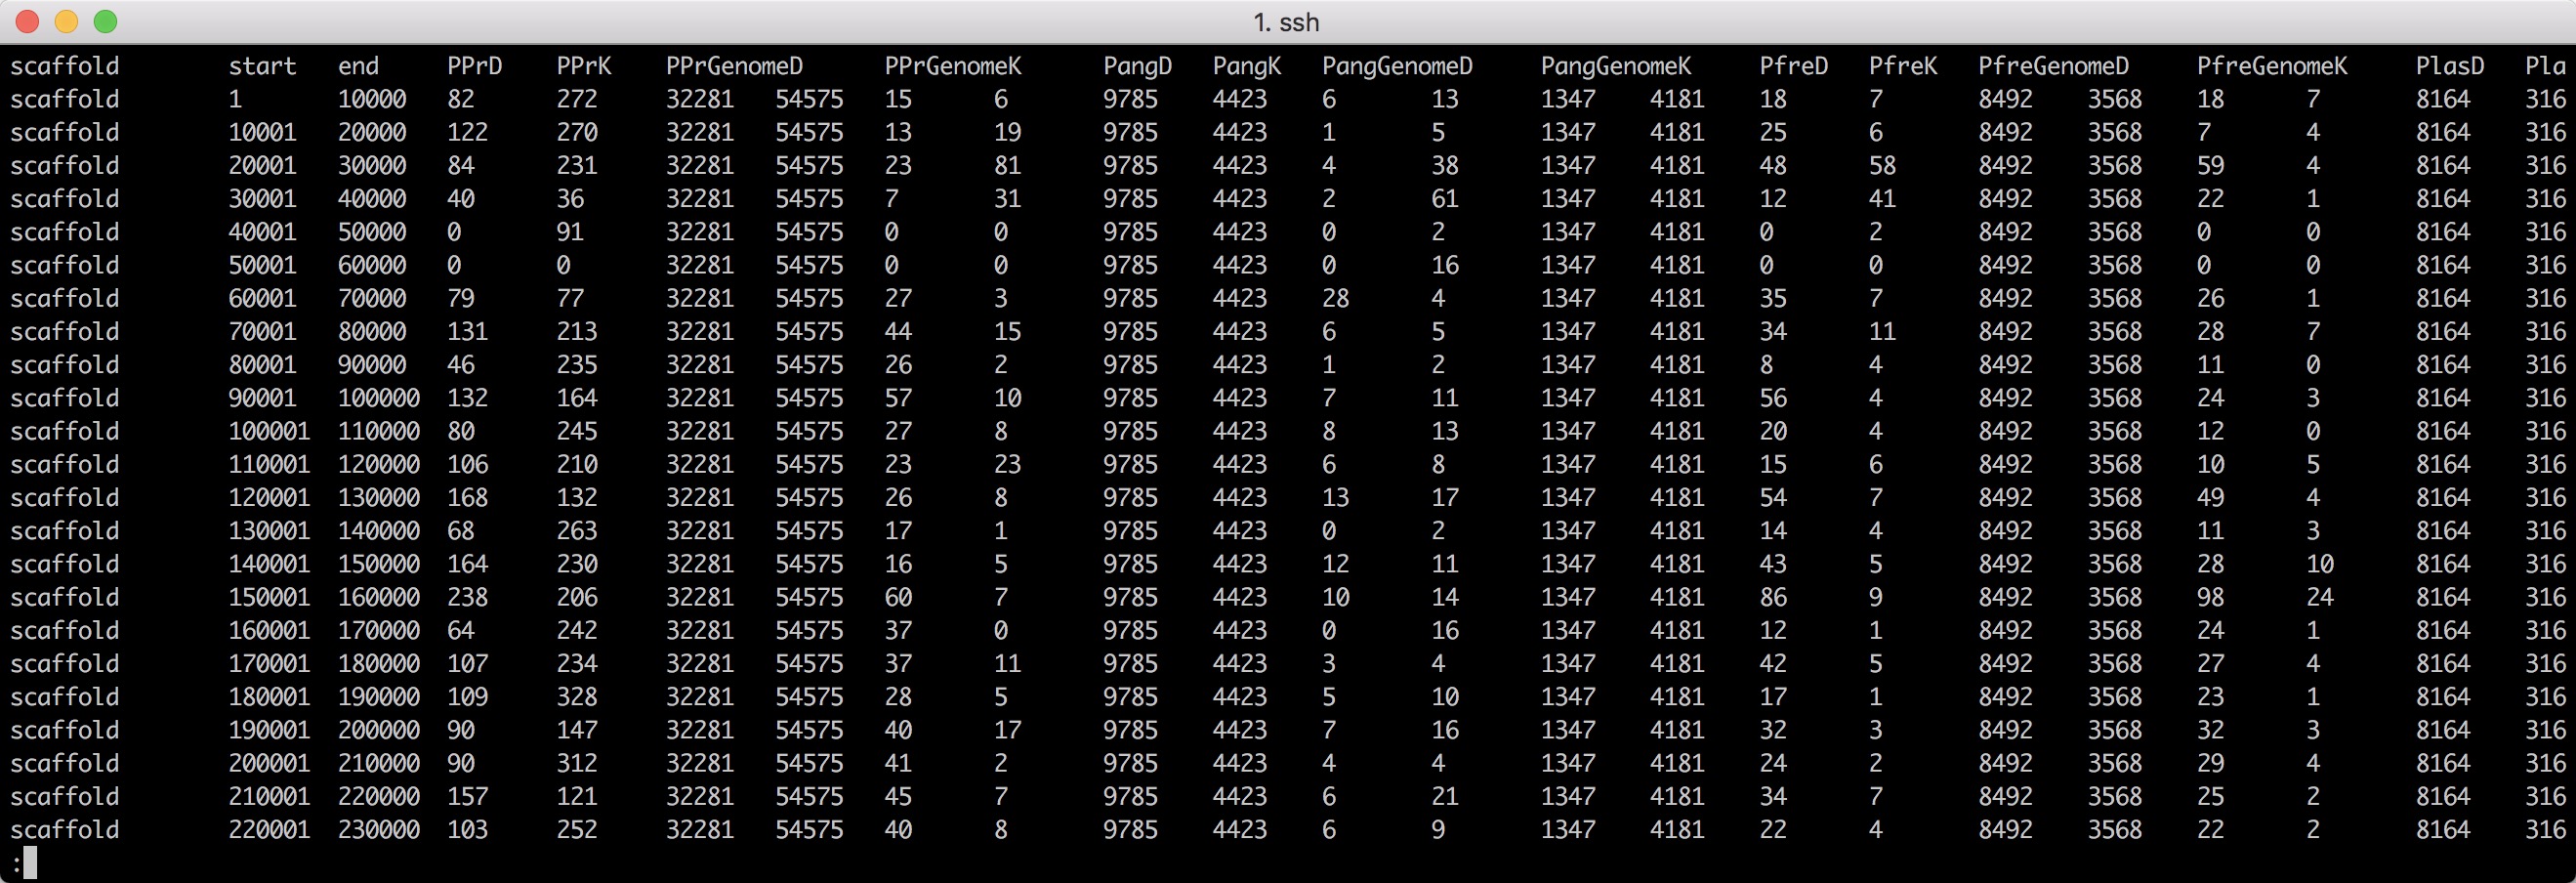 1. ssh
scaffold start end PPrD PPrK PPrGenomeD PPrGenomeK PangD PangK PangGenomeD PangGenomeK PfreD PfreK PfreGenomeD PfreGenomeK PlasD Pla
scaffold 1 10000 82 272 32281 54575 15 6 9785 4423 6 13 1347 4181 18 7 8492 3568 18 7 8164 316
scaffold 10001 20000 122 270 32281 54575 13 19 9785 4423 1 5 1347 4181 25 6 8492 3568 7 4 8164 316
scaffold 20001 30000 84 231 32281 54575 23 81 9785 4423 4 38 1347 4181 48 58 8492 3568 59 4 8164 316
scaffold 30001 40000 40 36 32281 54575 7 31 9785 4423 2 61 1347 4181 12 41 8492 3568 22 1 8164 316
scaffold 40001 50000 0 91 32281 54575 0 0 9785 4423 0 2 1347 4181 0 2 8492 3568 0 0 8164 316
scaffold 50001 60000 0 0 32281 54575 0 0 9785 4423 0 16 1347 4181 0 0 8492 3568 0 0 8164 316
scaffold 60001 70000 79 77 32281 54575 27 3 9785 4423 28 4 1347 4181 35 7 8492 3568 26 1 8164 316
scaffold 70001 80000 131 213 32281 54575 44 15 9785 4423 6 5 1347 4181 34 11 8492 3568 28 7 8164 316
scaffold 80001 90000 46 235 32281 54575 26 2 9785 4423 1 2 1347 4181 8 4 8492 3568 11 0 8164 316
scaffold 90001 100000 132 164 32281 54575 57 10 9785 4423 7 11 1347 4181 56 4 8492 3568 24 3 8164 316
scaffold 100001 110000 80 245 32281 54575 27 8 9785 4423 8 13 1347 4181 20 4 8492 3568 12 0 8164 316
scaffold 110001 120000 106 210 32281 54575 23 23 9785 4423 6 8 1347 4181 15 6 8492 3568 10 5 8164 316
scaffold 120001 130000 168 132 32281 54575 26 8 9785 4423 13 17 1347 4181 54 7 8492 3568 49 4 8164 316
scaffold 130001 140000 68 263 32281 54575 17 1 9785 4423 0 2 1347 4181 14 4 8492 3568 11 3 8164 316
scaffold 140001 150000 164 230 32281 54575 16 5 9785 4423 12 11 1347 4181 43 5 8492 3568 28 10 8164 316
scaffold 150001 160000 238 206 32281 54575 60 7 9785 4423 10 14 1347 4181 86 9 8492 3568 98 24 8164 316
scaffold 160001 170000 64 242 32281 54575 37 0 9785 4423 0 16 1347 4181 12 1 8492 3568 24 1 8164 316
scaffold 170001 180000 107 234 32281 54575 37 11 9785 4423 3 4 1347 4181 42 5 8492 3568 27 4 8164 316
scaffold 180001 190000 109 328 32281 54575 28 5 9785 4423 5 10 1347 4181 17 1 8492 3568 23 1 8164 316
scaffold 190001 200000 90 147 32281 54575 40 17 9785 4423 7 16 1347 4181 32 3 8492 3568 32 3 8164 316
scaffold 200001 210000 90 312 32281 54575 41 2 9785 4423 4 4 1347 4181 24 2 8492 3568 29 4 8164 316
scaffold 210001 220000 157 121 32281 54575 45 7 9785 4423 6 21 1347 4181 34 7 8492 3568 25 2 8164 316
scaffold 220001 230000 103 252 32281 54575 40 8 9785 4423 6 9 1347 4181 22 4 8492 3568 22 2 8164 316
: